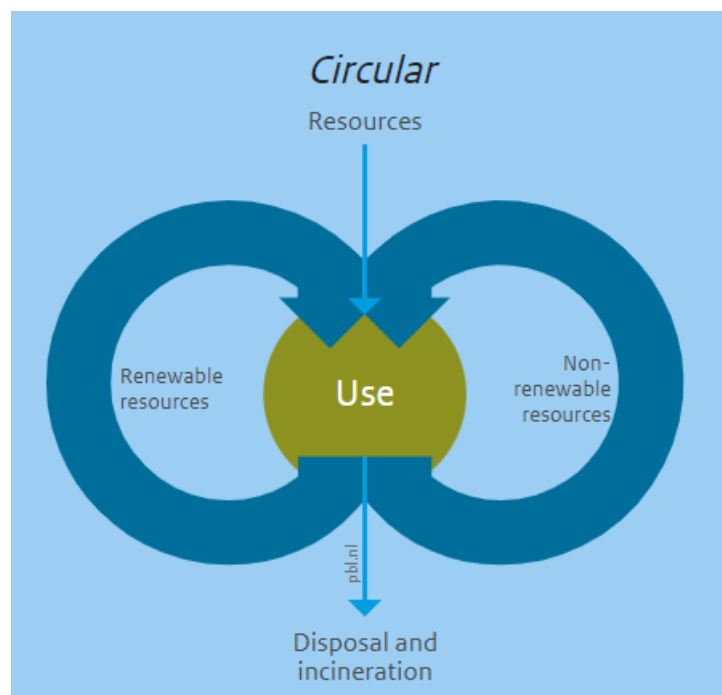 Circular
Resources
Renewable
resources
Use
Non-
renewable
resources
pbl.nl
Disposal and
incineration